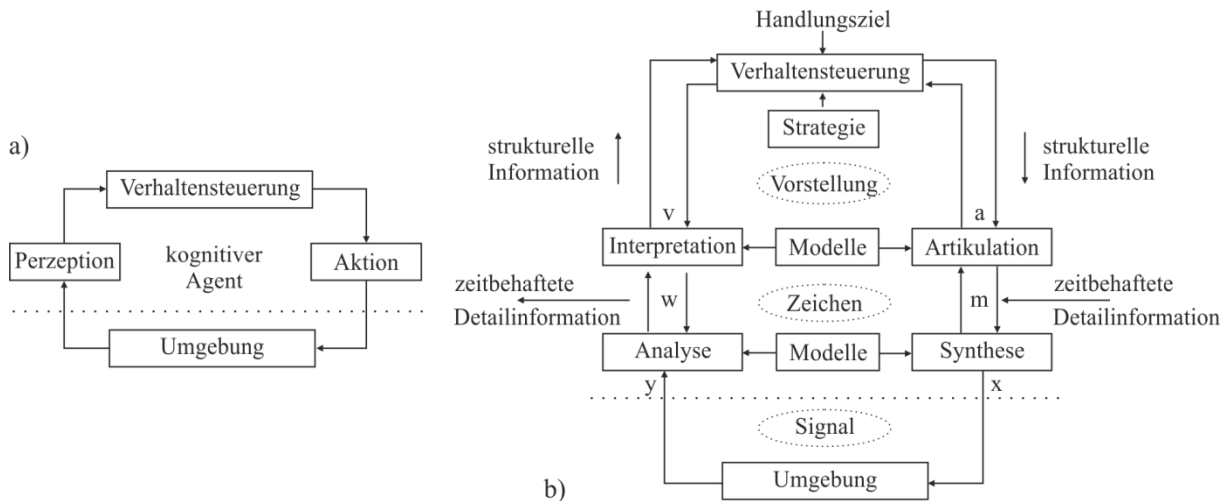 a)
Verhaltensteuerung
Perzeption
kognitiver
Agent
Aktion
Umgebung
Handlungsziel
Verhaltensteuerung
Strategie
strukturelle
Information
strukturelle
Information
Vorstellung
v
a
Interpretation
Modelle
Artikulation
zeitbehaftete
Detailinformation
w
Zeichen
m
zeitbehaftete
Detailinformation
Analyse
Modelle
Synthese
y
x
Signal
Umgebung
b)